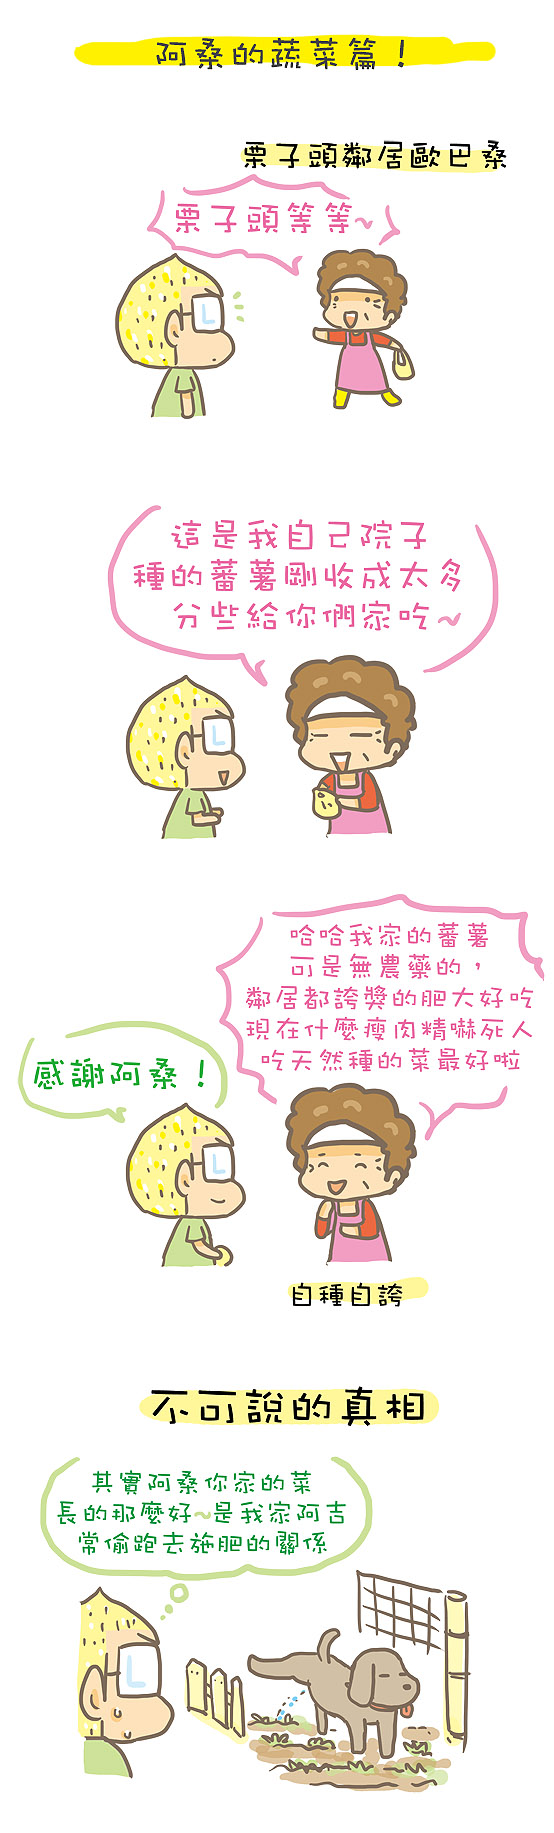 阿桑的蔬菜篇！
栗子頭鄰居歐巴桑
栗子頭等等~
這是我自己院子
種的蕃薯剛收成太多
分些給你們家吃~
哈哈我家的蕃薯
可是無農藥的，
鄰居都誇獎的肥大好吃
現在什麼瘦肉精嚇死人
吃天然種的菜最好啦
感謝阿桑！
自種自誇
不可說的真相
其實阿桑你家的菜
長的那麼好~是我家阿吉
常偷跑去施肥的關係